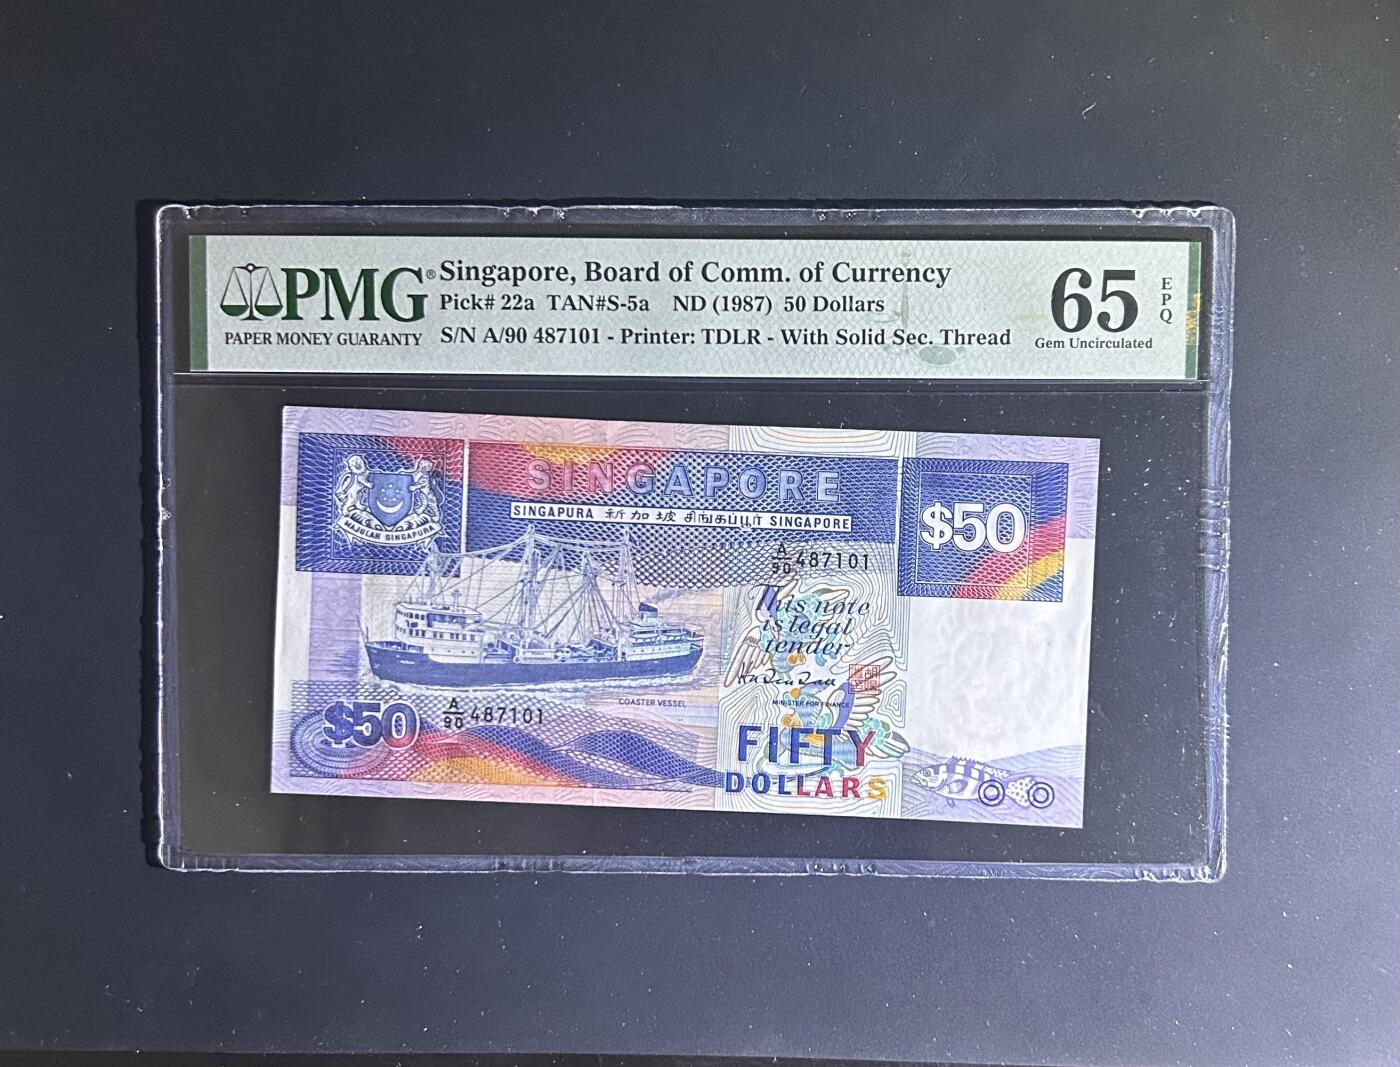 PMG®
PAPER MONEY GUARANTY
Singapore, Board of Comm. of Currency
Pick# 22a TAN#S-5a ND (1987) 50 Dollars
S/N A/90 487101 - Printer: TDLR - With Solid Sec. Thread
65
EPQ
Gem Uncirculated
MAJULAH SINGAPURA
SINGAPORE
SINGAPURA 新加坡 சிங்கப்பூர் SINGAPORE
$50
A/90 487101
This note
is legal
tender
MINISTER FOR FINANCE
COASTER VESSEL
$50
A/90 487101
FIFTY
DOLLARS